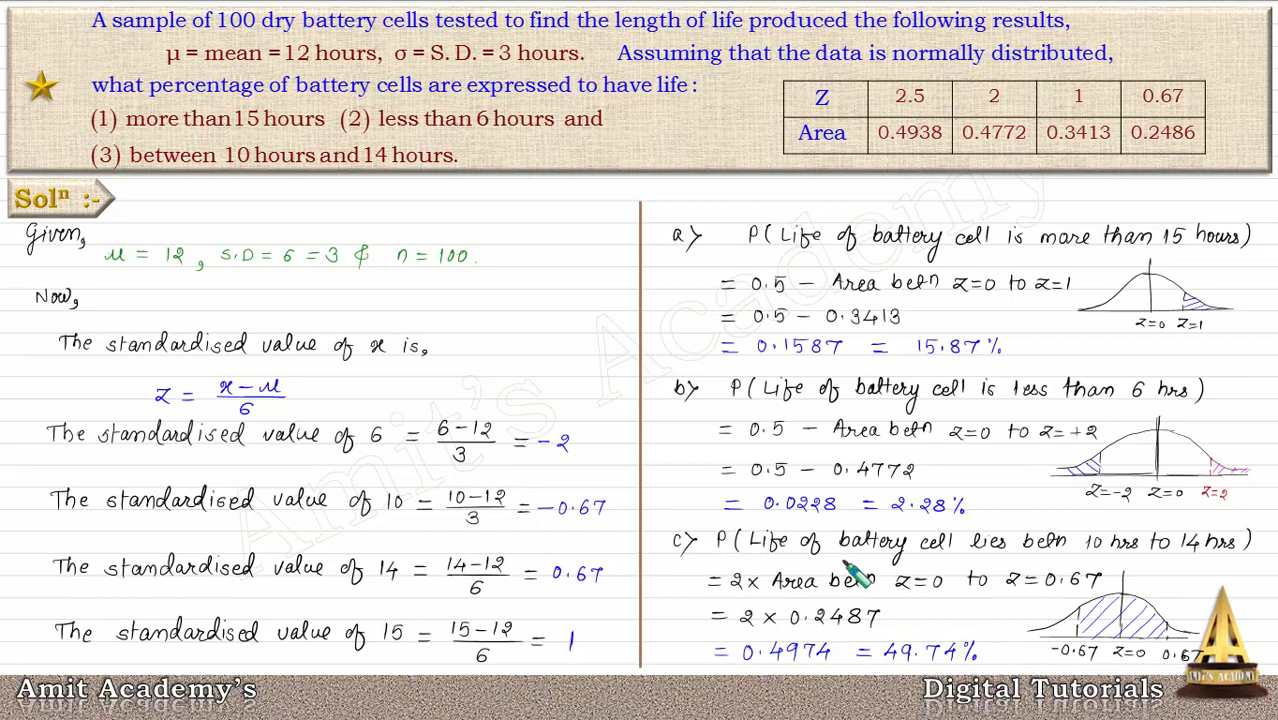 A sample of 100 dry battery cells tested to find the length of life produced the following results,
μ = mean = 12 hours, σ = S. D. = 3 hours. Assuming that the data is normally distributed,
what percentage of battery cells are expressed to have life :
(1) more than 15 hours (2) less than 6 hours and
(3) between 10 hours and 14 hours.
Z 2.5 2 1 0.67
Area 0.4938 0.4772 0.3413 0.2486
Solⁿ :-
Given,
μ = 12, S.D = 6 = 3 & n = 100.
Now,
The standardised value of x is,
z = x - μ / 6
The standardised value of 6 = 6-12 / 3 = -2
The standardised value of 10 = 10-12 / 3 = -0.67
The standardised value of 14 = 14-12 / 6 = 0.67
The standardised value of 15 = 15-12 / 6 = 1
a) P(Life of battery cell is more than 15 hours)
= 0.5 - Area betn z=0 to z=1
= 0.5 - 0.3413
= 0.1587 = 15.87%
z=0 z=1
b) P(Life of battery cell is less than 6 hrs)
= 0.5 - Area betn z=0 to z=+2
= 0.5 - 0.4772
= 0.0228 = 2.28%
z=-2 z=0 z=2
c) P(Life of battery cell lies betn 10 hrs to 14 hrs)
= 2x Area betn z=0 to z=0.67
= 2 x 0.2487
= 0.4974 = 49.74%
-0.67 z=0 0.67
Amit's Academy
Amit Academy's
Digital Tutorials
AMIT'S ACADEMY